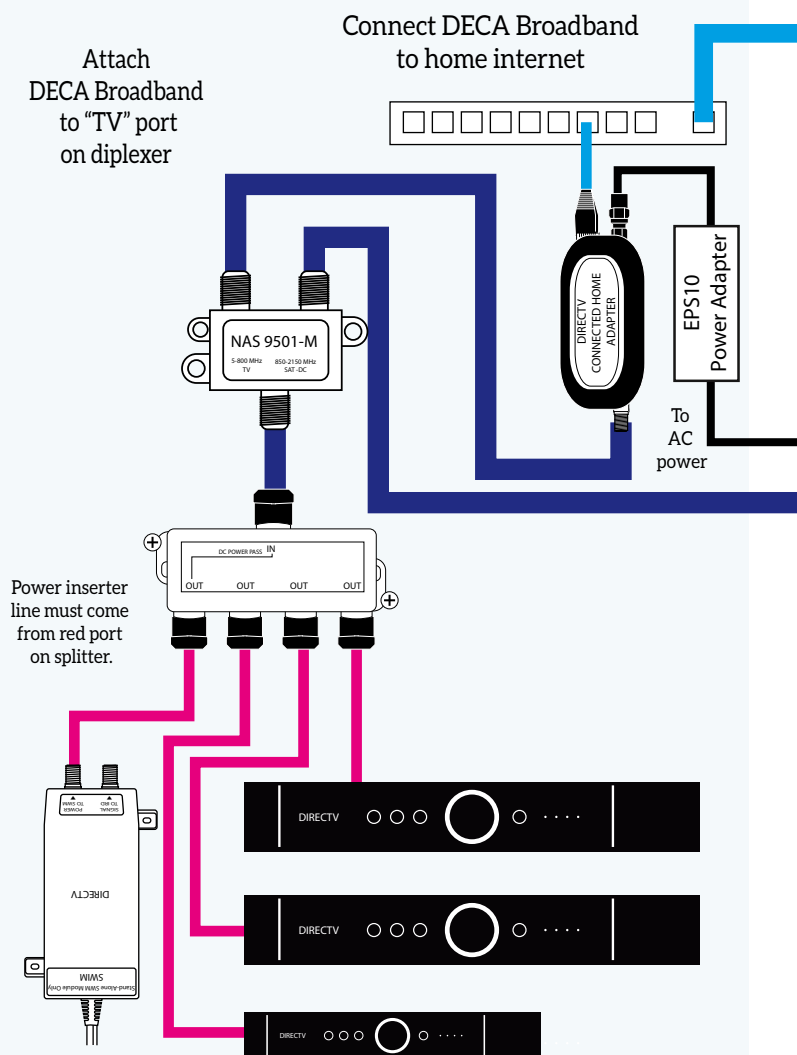 Connect DECA Broadband
to home internet
Attach
DECA Broadband
to “TV” port
on diplexer
NAS 9501-M
5-800 MHz
TV
850-2150 MHz
SAT -DC
DIRECTV
CONNECTED HOME
ADAPTER
EPS10
Power Adapter
To
AC
power
DC POWER PASS
IN
OUT
OUT
OUT
OUT
Power inserter
line must come
from red port
on splitter.
POWER
TO SWM
SIGNAL
TO IRD
DIRECTV
SWIM
Stand-Alone SWM Module Only
DIRECTV
DIRECTV
DIRECTV